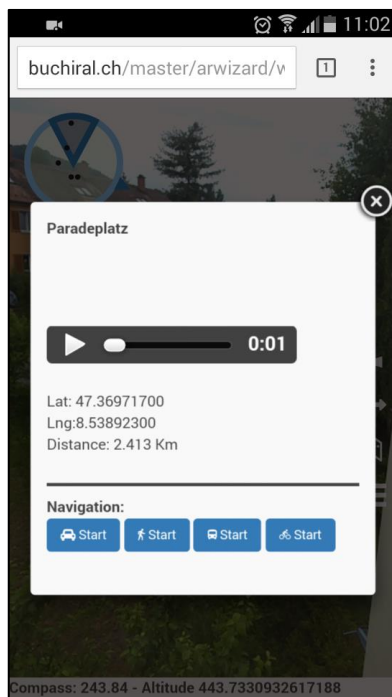 11:02
buchiral.ch/master/arwizard/w
1
Paradeplatz
0:01
Lat: 47.36971700
Lng:8.53892300
Distance: 2.413 Km
Navigation:
Start Start Start Start
Compass: 243.84 - Altitude 443.7330932617188